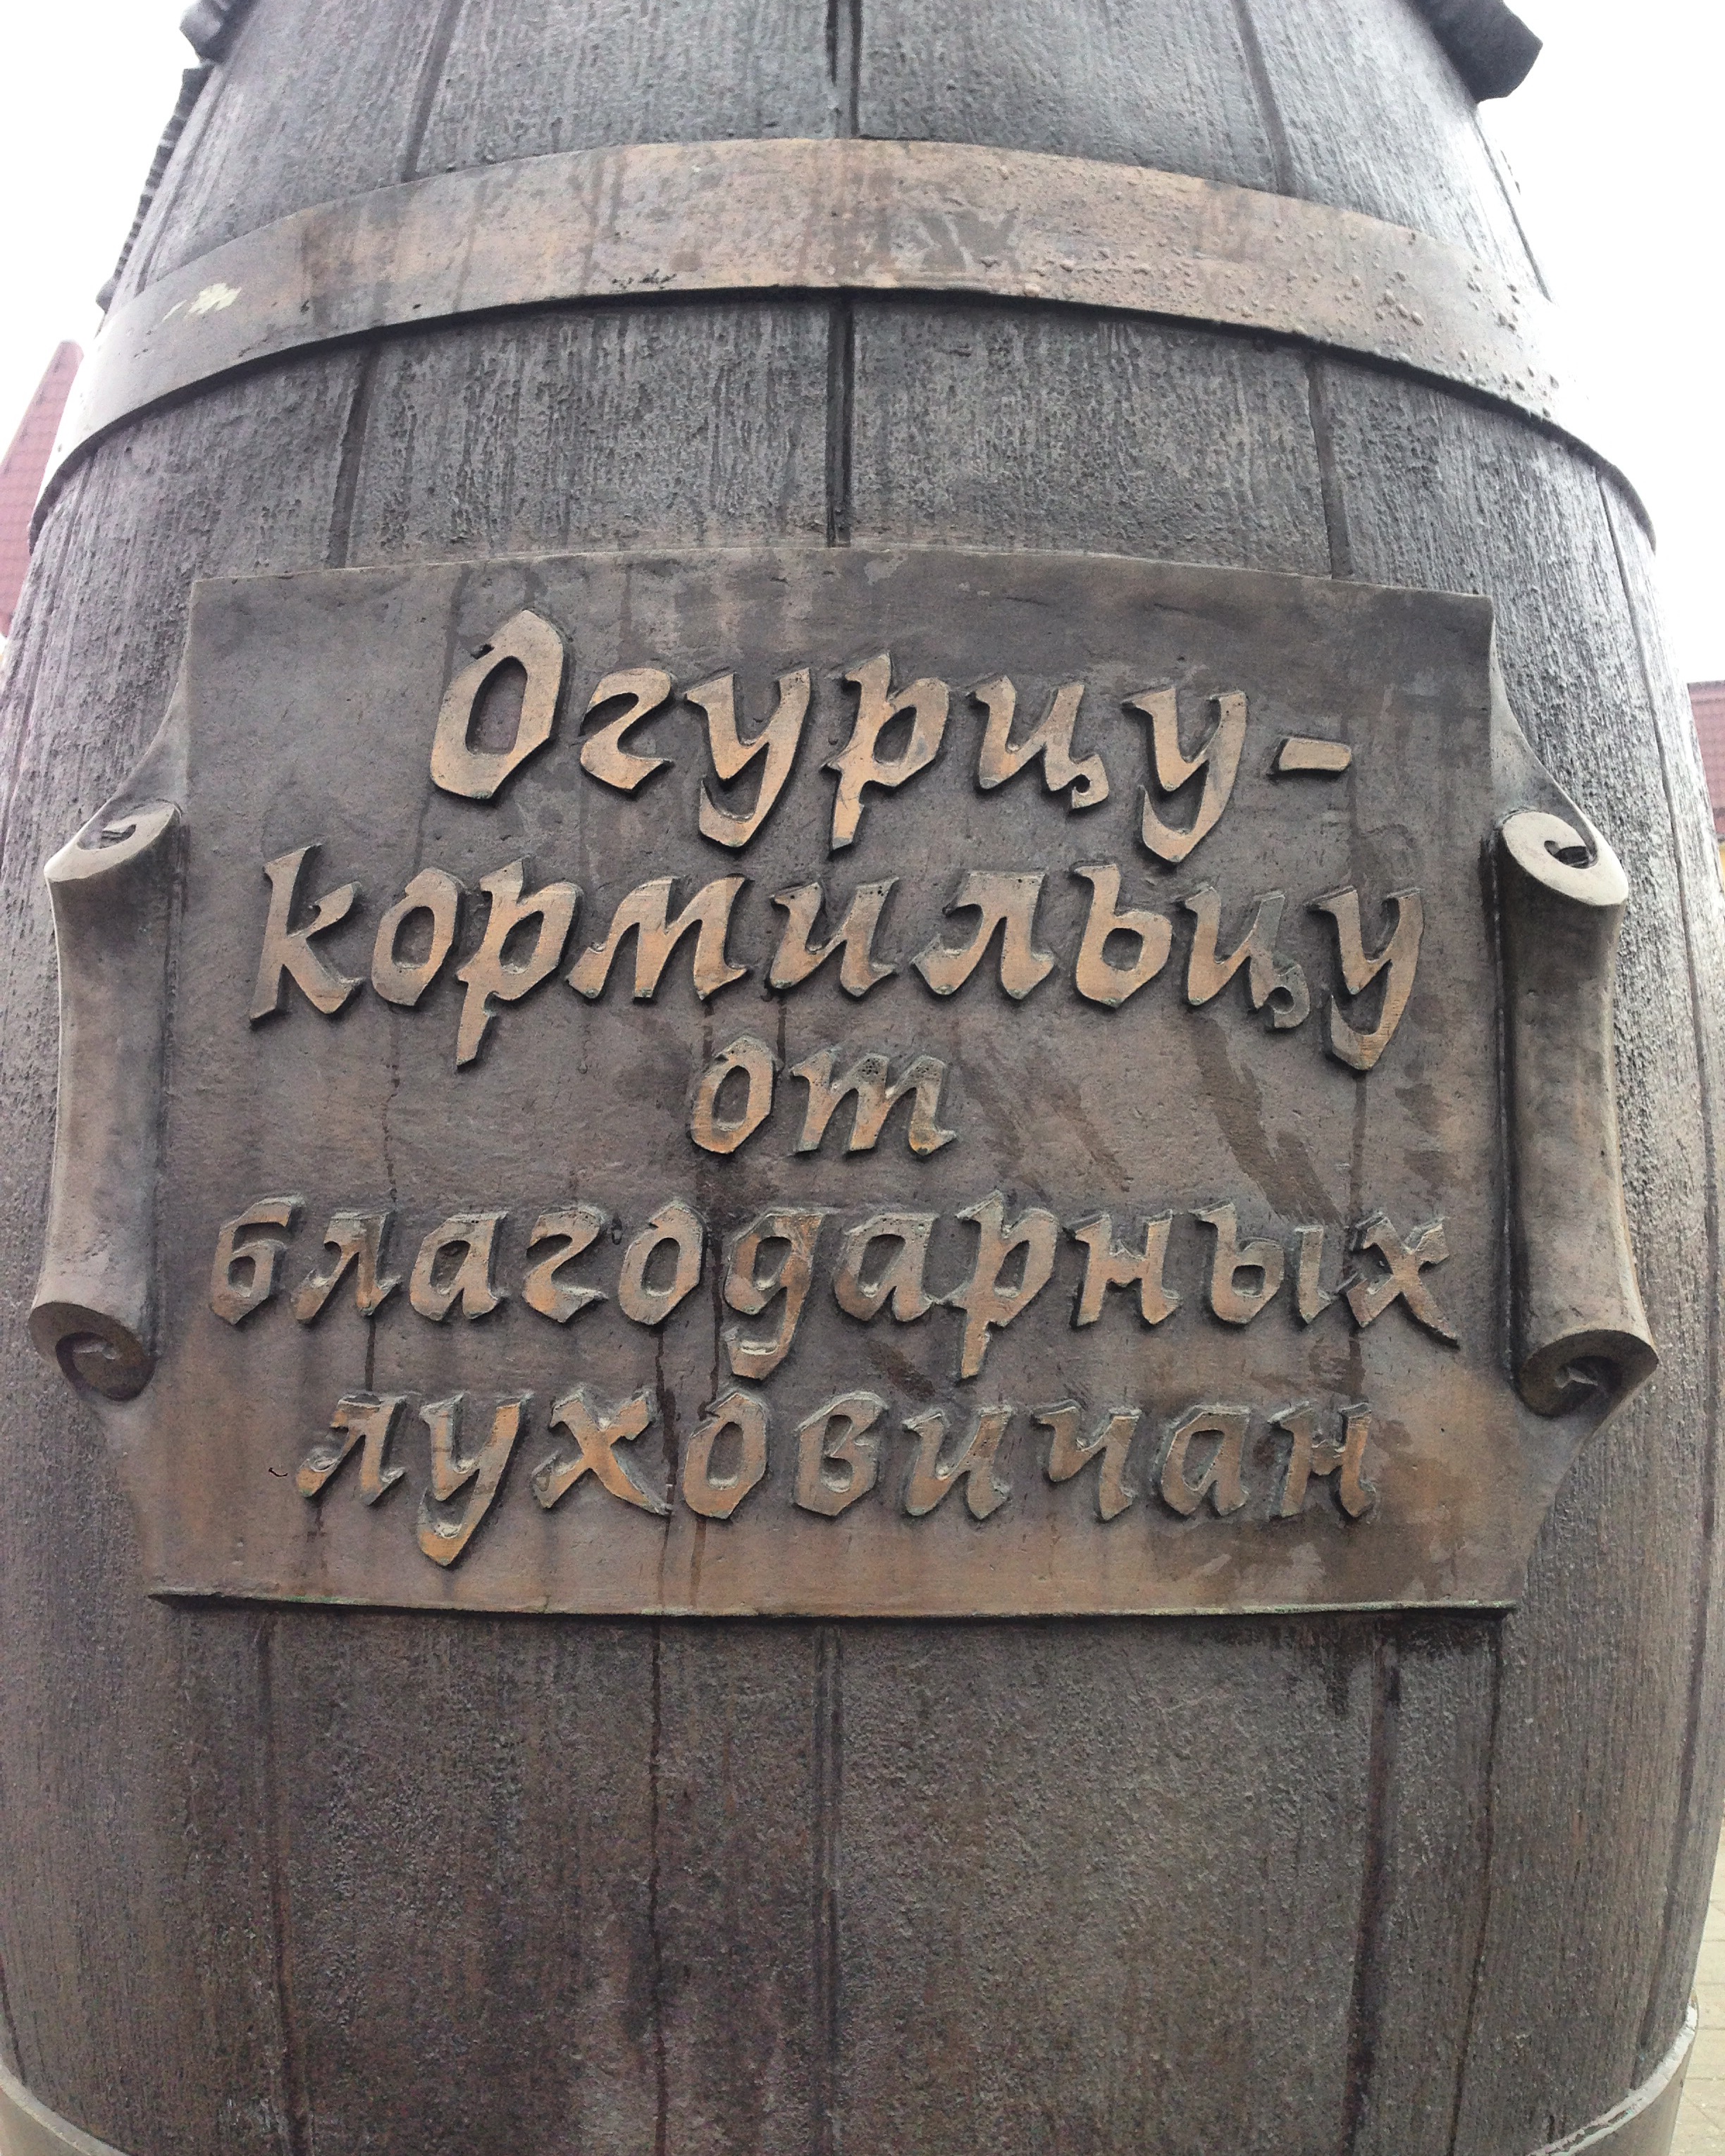 Огурцу-
кормильцу
от
благодарных
луховичан